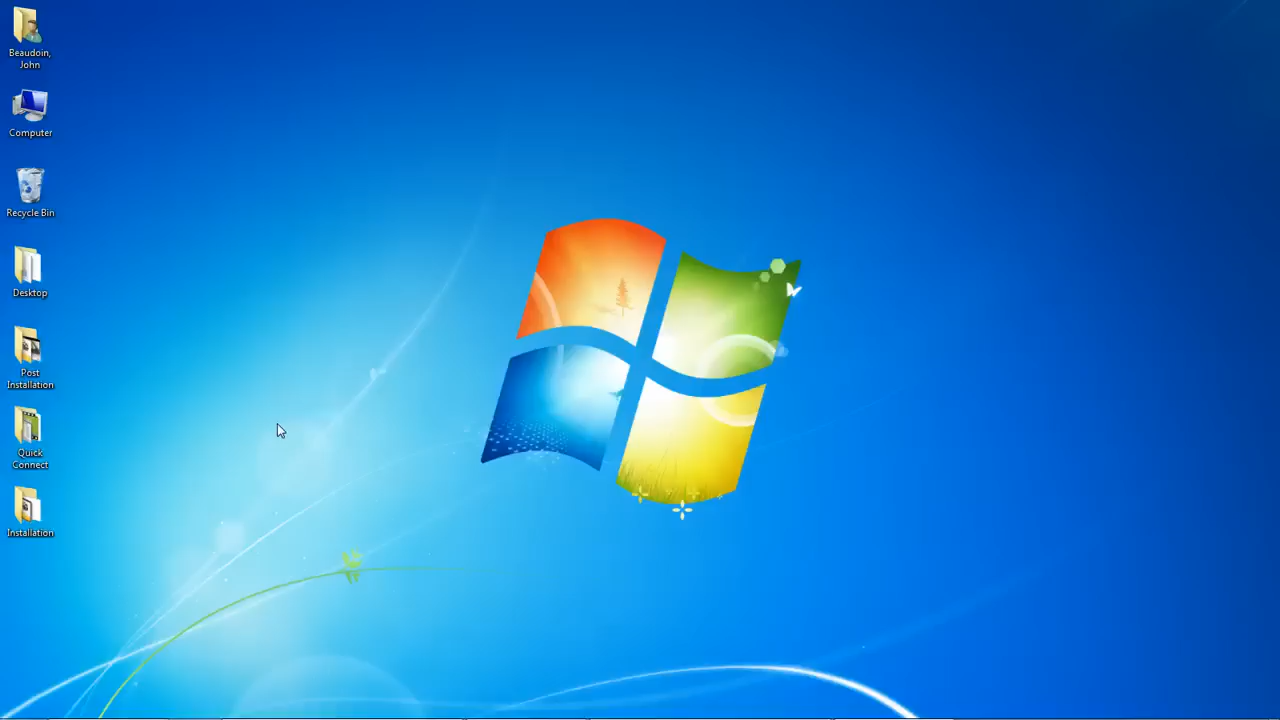 Beaudoin,
John
Computer
Recycle Bin
Desktop
Post
Installation
Quick
Connect
Installation